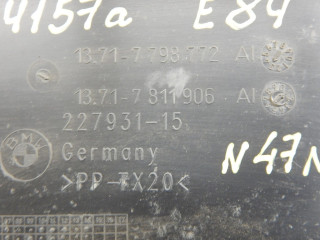 4157a E84
13.71-7 798 772 AI
13.71-7 811 906 AI
227931-15
BMW
Germany N47N
>PP-TX20<